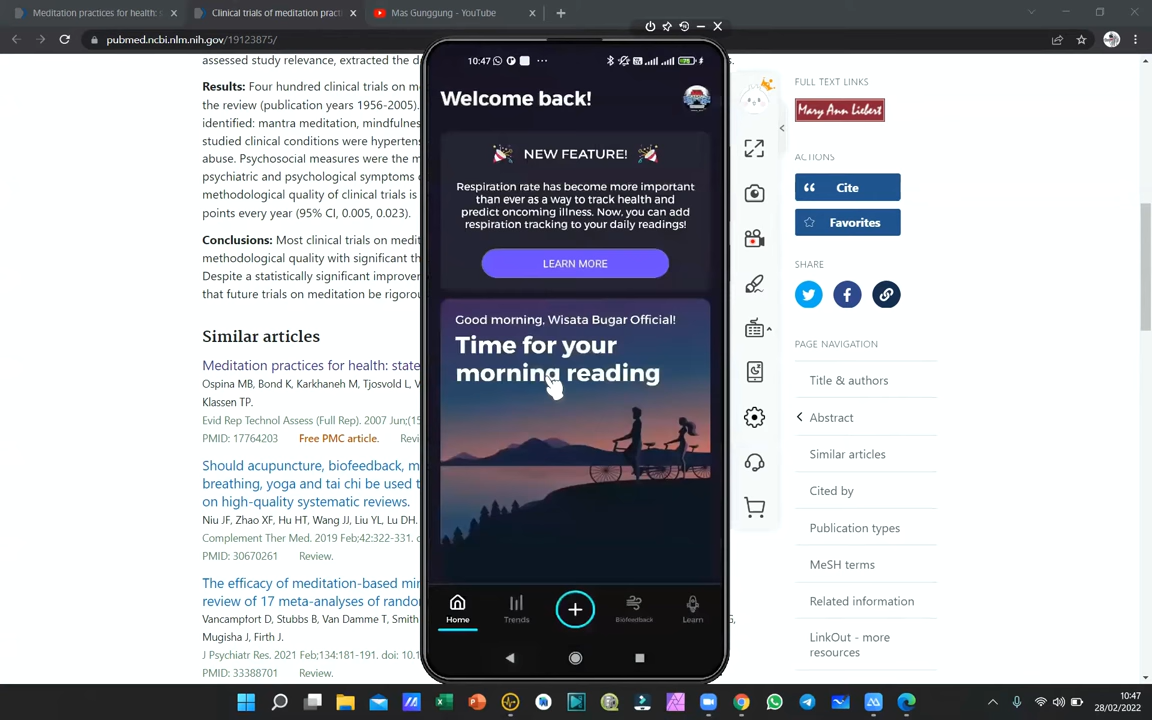 Meditation practices for health: s
Clinical trials of meditation practi
Mas Gunggung - YouTube
pubmed.ncbi.nlm.nih.gov/19123875/
assessed study relevance, extracted the d
Results: Four hundred clinical trials on m
the review (publication years 1956-2005).
identified: mantra meditation, mindfulnes
studied clinical conditions were hypertens
abuse. Psychosocial measures were the m
psychiatric and psychological symptoms o
methodological quality of clinical trials is
points every year (95% CI, 0.005, 0.023).
Conclusions: Most clinical trials on medit
methodological quality with significant th
Despite a statistically significant improver
that future trials on meditation be rigorou
Similar articles
Meditation practices for health: state
Ospina MB, Bond K, Karkhaneh M, Tjosvold L, V
Klassen TP.
Evid Rep Technol Assess (Full Rep). 2007 Jun;(15
PMID: 17764203 Free PMC article. Revi
Should acupuncture, biofeedback, m
breathing, yoga and tai chi be used t
on high-quality systematic reviews.
Niu JF, Zhao XF, Hu HT, Wang JJ, Liu YL, Lu DH.
Complement Ther Med. 2019 Feb;42:322-331. d
PMID: 30670261 Review.
The efficacy of meditation-based min
review of 17 meta-analyses of randor
Vancampfort D, Stubbs B, Van Damme T, Smith
Mugisha J, Firth J.
J Psychiatr Res. 2021 Feb;134:181-191. doi: 10.1
PMID: 33388701 Review.
10:47
Welcome back!
NEW FEATURE!
Respiration rate has become more important
than ever as a way to track health and
predict oncoming illness. Now, you can add
respiration tracking to your daily readings!
LEARN MORE
Good morning, Wisata Bugar Official!
Time for your
morning reading
Home
Trends
Biofeedback
Learn
FULL TEXT LINKS
Mary Ann Liebert
ACTIONS
Cite
Favorites
SHARE
PAGE NAVIGATION
Title & authors
Abstract
Similar articles
Cited by
Publication types
MeSH terms
Related information
LinkOut - more
resources
10:47
28/02/2022